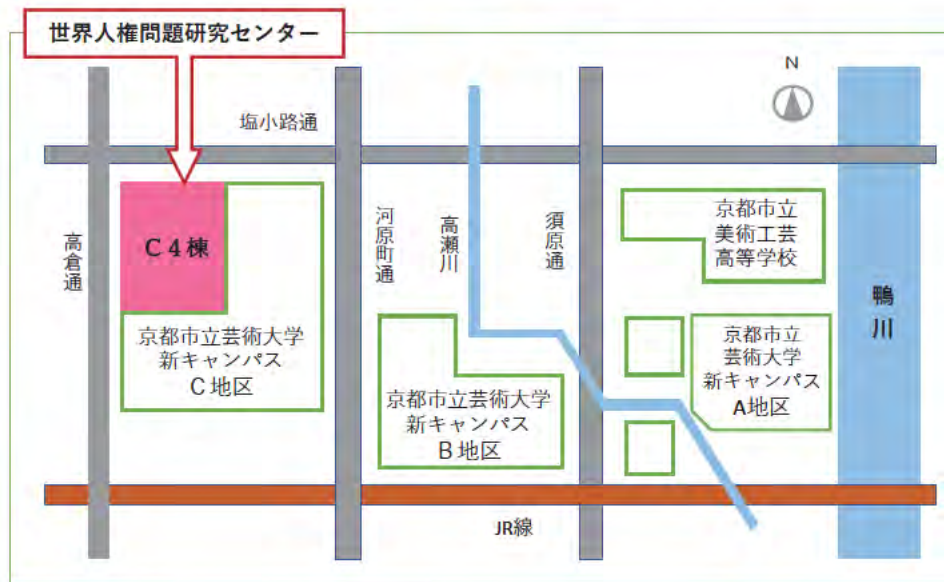 世界人権問題研究センター
N
塩小路通
高倉通
C4棟
京都市立芸術大学
新キャンパス
C地区
河原町通
高瀬川
須原通
京都市立
美術工芸
高等学校
鴨川
京都市立
芸術大学
新キャンパス
A地区
京都市立芸術大学
新キャンパス
B地区
JR線